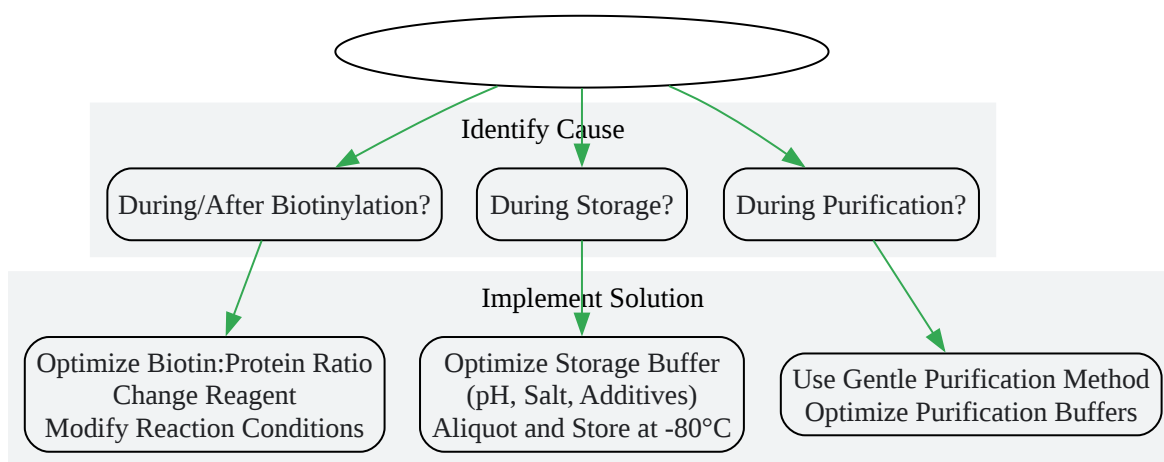 Identify Cause
During/After Biotinylation?
During Storage?
During Purification?
Implement Solution
Optimize Biotin:Protein Ratio
Change Reagent
Modify Reaction Conditions
Optimize Storage Buffer
(pH, Salt, Additives)
Aliquot and Store at -80°C
Use Gentle Purification Method
Optimize Purification Buffers